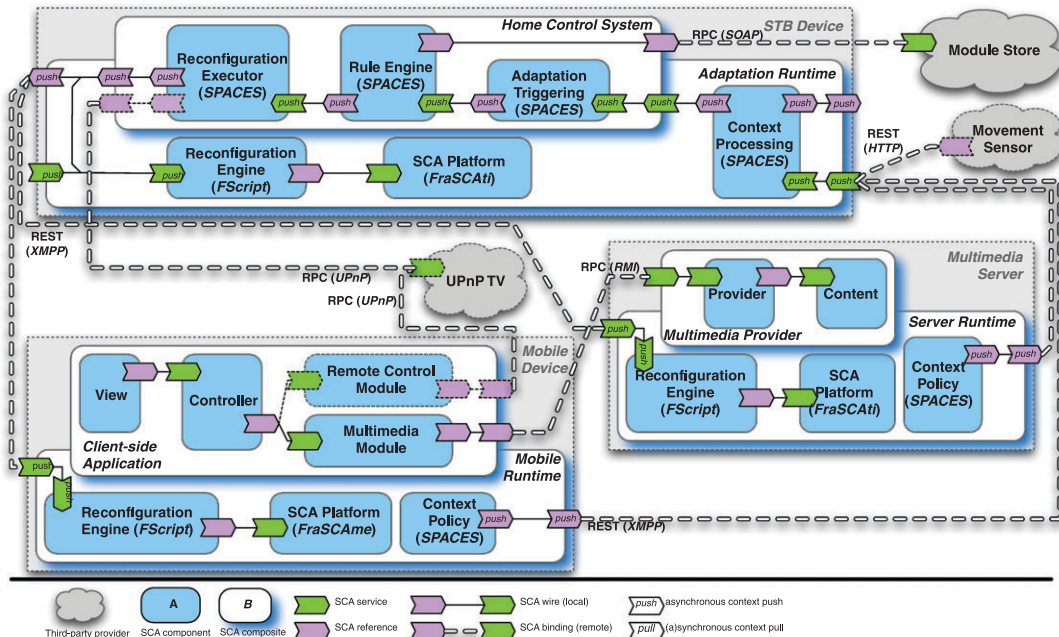 Home Control System
STB Device
RPC (SOAP)
Module Store
Reconfiguration
Executor
(SPACES)
Rule Engine
(SPACES)
Adaptation
Triggering
(SPACES)
Adaptation Runtime
push
push
push
push
push
push
push
push
push
push
push
push
Context
Processing
(SPACES)
REST
(HTTP)
Movement
Sensor
push
Reconfiguration
Engine
(FScript)
SCA Platform
(FraSCAti)
push
push
REST
(XMPP)
RPC (UPnP)
RPC (UPnP)
UPnP TV
RPC (RMI)
Multimedia
Server
Provider
Content
Multimedia Provider
Server Runtime
push
push
push
push
Reconfiguration
Engine
(FScript)
SCA
Platform
(FraSCAti)
Context
Policy
(SPACES)
Mobile
Device
View
Controller
Remote Control
Module
Multimedia
Module
Client-side
Application
Mobile
Runtime
push
push
Reconfiguration
Engine (FScript)
SCA Platform
(FraSCAme)
Context
Policy
(SPACES)
push
push
REST (XMPP)
Third-party provider
A
SCA component
B
SCA composite
SCA service
SCA reference
SCA wire (local)
SCA binding (remote)
push
asynchronous context push
pull
(a)synchronous context pull